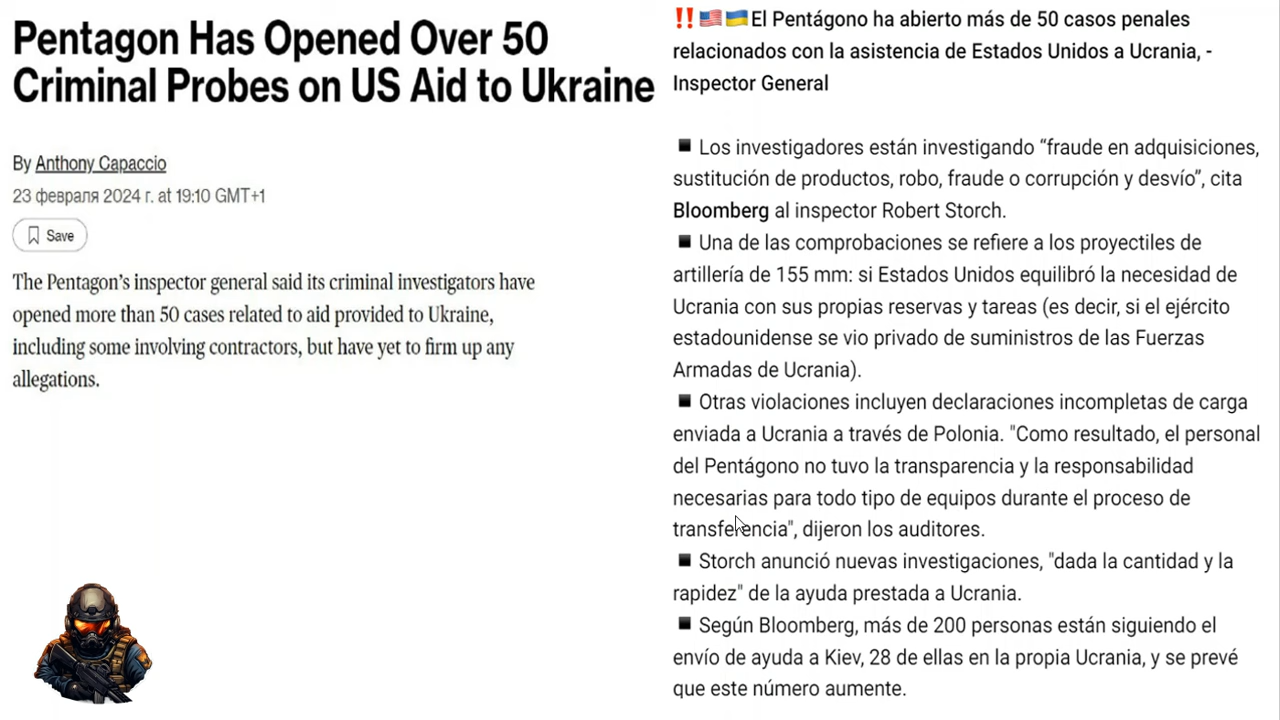 Pentagon Has Opened Over 50
Criminal Probes on US Aid to Ukraine
By Anthony Capaccio
23 февраля 2024 г. at 19:10 GMT+1
Save
The Pentagon’s inspector general said its criminal investigators have
opened more than 50 cases related to aid provided to Ukraine,
including some involving contractors, but have yet to firm up any
allegations.
‼️🇺🇸🇺🇦El Pentágono ha abierto más de 50 casos penales
relacionados con la asistencia de Estados Unidos a Ucrania, -
Inspector General
◾ Los investigadores están investigando “fraude en adquisiciones,
sustitución de productos, robo, fraude o corrupción y desvío”, cita
Bloomberg al inspector Robert Storch.
◾ Una de las comprobaciones se refiere a los proyectiles de
artillería de 155 mm: si Estados Unidos equilibró la necesidad de
Ucrania con sus propias reservas y tareas (es decir, si el ejército
estadounidense se vio privado de suministros de las Fuerzas
Armadas de Ucrania).
◾ Otras violaciones incluyen declaraciones incompletas de carga
enviada a Ucrania a través de Polonia. "Como resultado, el personal
del Pentágono no tuvo la transparencia y la responsabilidad
necesarias para todo tipo de equipos durante el proceso de
transferencia", dijeron los auditores.
◾ Storch anunció nuevas investigaciones, "dada la cantidad y la
rapidez" de la ayuda prestada a Ucrania.
◾ Según Bloomberg, más de 200 personas están siguiendo el
envío de ayuda a Kiev, 28 de ellas en la propia Ucrania, y se prevé
que este número aumente.